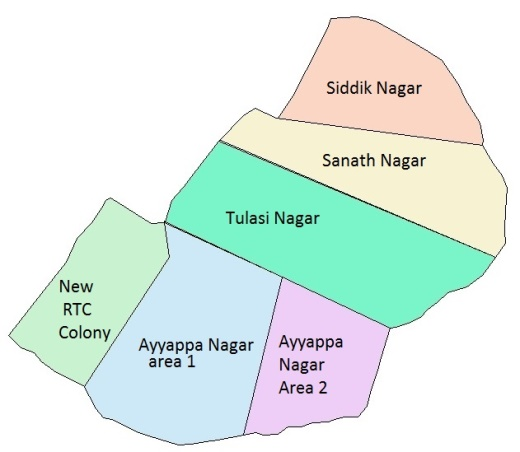 Siddik Nagar
Sanath Nagar
Tulasi Nagar
New
RTC
Colony
Ayyappa Nagar
area 1
Ayyappa
Nagar
Area 2